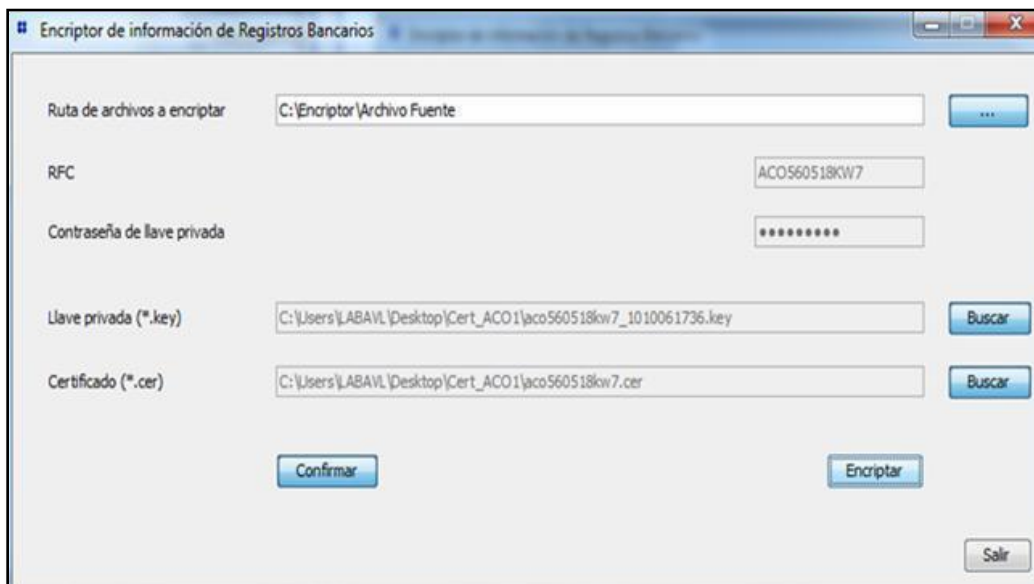 Encriptor de información de Registros Bancarios
Ruta de archivos a encriptar C:\Encriptor\Archivo Fuente ...
RFC ACO560518KW7
Contraseña de llave privada •••••••••
Llave privada (*.key) C:\Users\LABAVL\Desktop\Cert_ACO1\aco560518kw7_1010061736.key Buscar
Certificado (*.cer) C:\Users\LABAVL\Desktop\Cert_ACO1\aco560518kw7.cer Buscar
Confirmar Encriptar
Salir